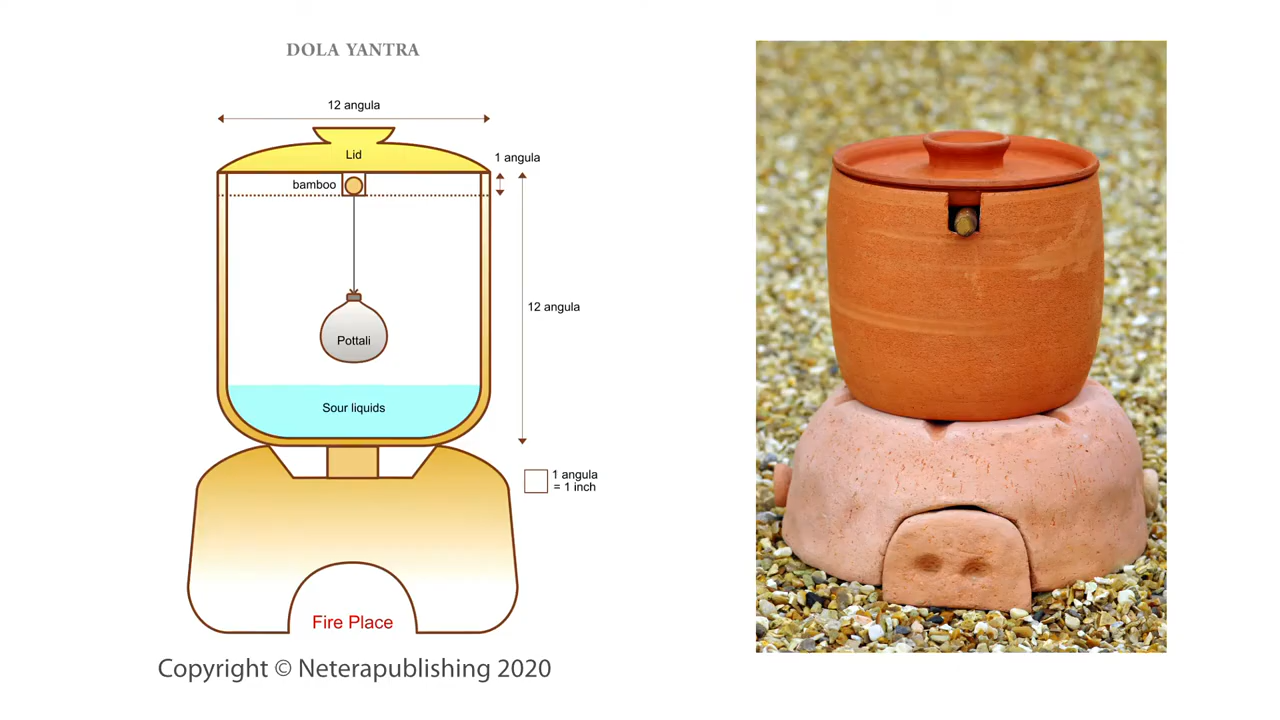 DOLA YANTRA
12 angula
Lid
1 angula
bamboo
12 angula
Pottali
Sour liquids
1 angula
= 1 inch
Fire Place
Copyright © Neterapublishing 2020